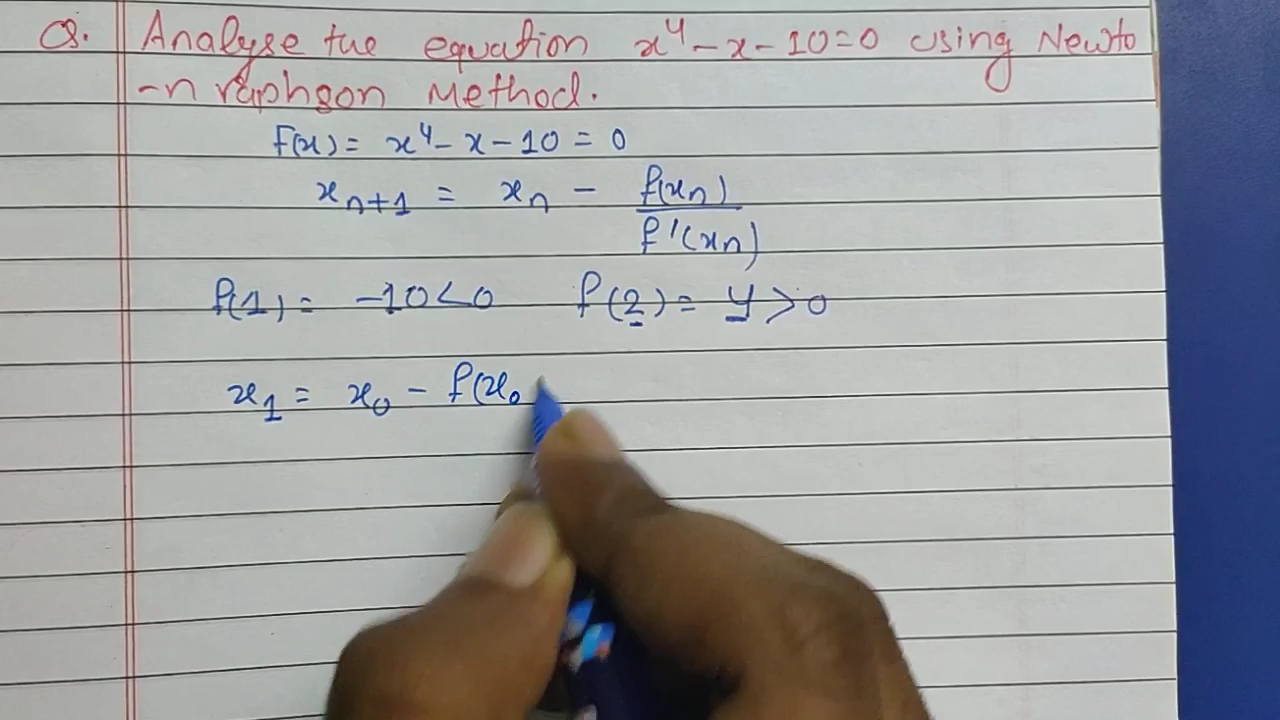 Q. Analyse the equation x⁴-x-10=0 using Newto
-n raphson Method.
f(x)= x⁴-x-10=0
xₙ₊₁ = xₙ - f(xₙ)/f'(xₙ)
f(1)= -10<0 f(2)= 4>0
x₁ = x₀ - f(x₀